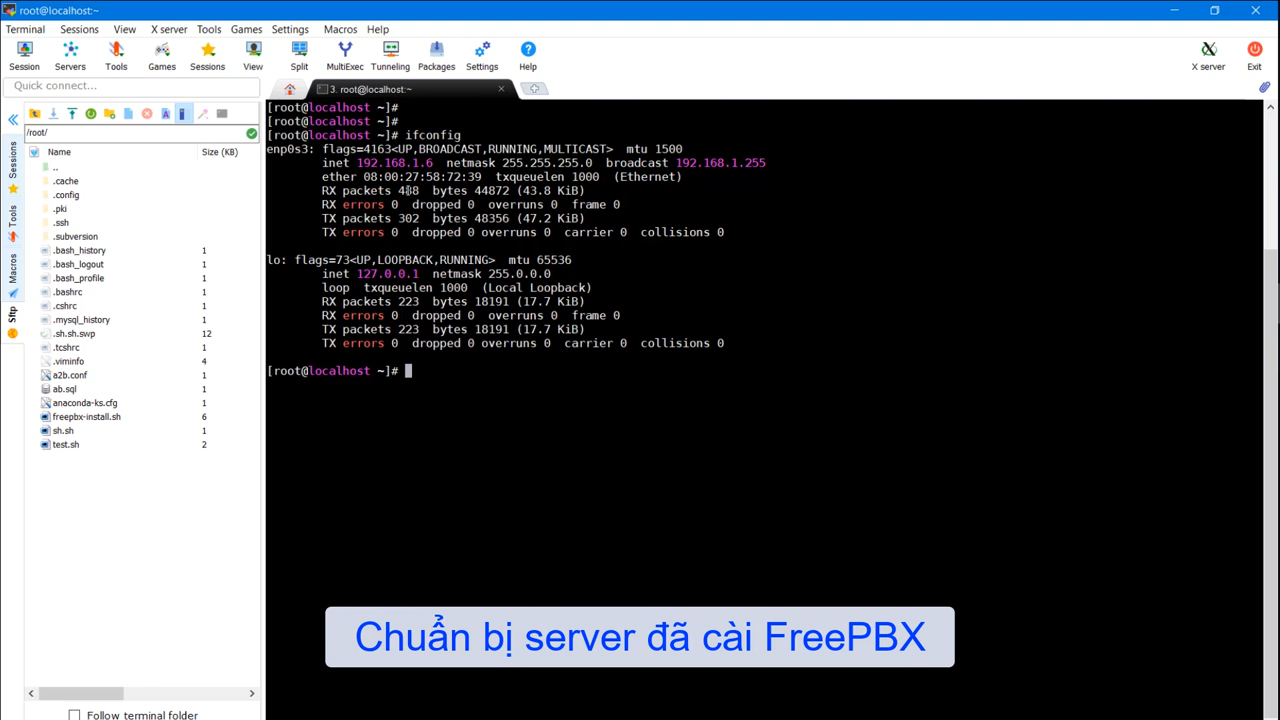 root@localhost:~
Terminal Sessions View X server Tools Games Settings Macros Help
Session Servers Tools Games Sessions View Split MultiExec Tunneling Packages Settings Help X server Exit
Quick connect...
3. root@localhost:~
/root/
Name Size (KB)
..
.cache
.config
.pki
.ssh
.subversion
.bash_history 1
.bash_logout 1
.bash_profile 1
.bashrc 1
.cshrc 1
.mysql_history 1
.sh.sh.swp 12
.tcshrc 1
.viminfo 4
a2b.conf 1
ab.sql 1
anaconda-ks.cfg 1
freepbx-install.sh 6
sh.sh 1
test.sh 2
Follow terminal folder
Sessions
Tools
Macros
Sftp
[root@localhost ~]#
[root@localhost ~]#
[root@localhost ~]# ifconfig
enp0s3: flags=4163<UP,BROADCAST,RUNNING,MULTICAST> mtu 1500
inet 192.168.1.6 netmask 255.255.255.0 broadcast 192.168.1.255
ether 08:00:27:58:72:39 txqueuelen 1000 (Ethernet)
RX packets bytes 44872 (43.8 KiB)
RX errors 0 dropped 0 overruns 0 frame 0
TX packets 302 bytes 48356 (47.2 KiB)
TX errors 0 dropped 0 overruns 0 carrier 0 collisions 0
lo: flags=73<UP,LOOPBACK,RUNNING> mtu 65536
inet 127.0.0.1 netmask 255.0.0.0
loop txqueuelen 1000 (Local Loopback)
RX packets 223 bytes 18191 (17.7 KiB)
RX errors 0 dropped 0 overruns 0 frame 0
TX packets 223 bytes 18191 (17.7 KiB)
TX errors 0 dropped 0 overruns 0 carrier 0 collisions 0
[root@localhost ~]#
Chuẩn bị server đã cài FreePBX